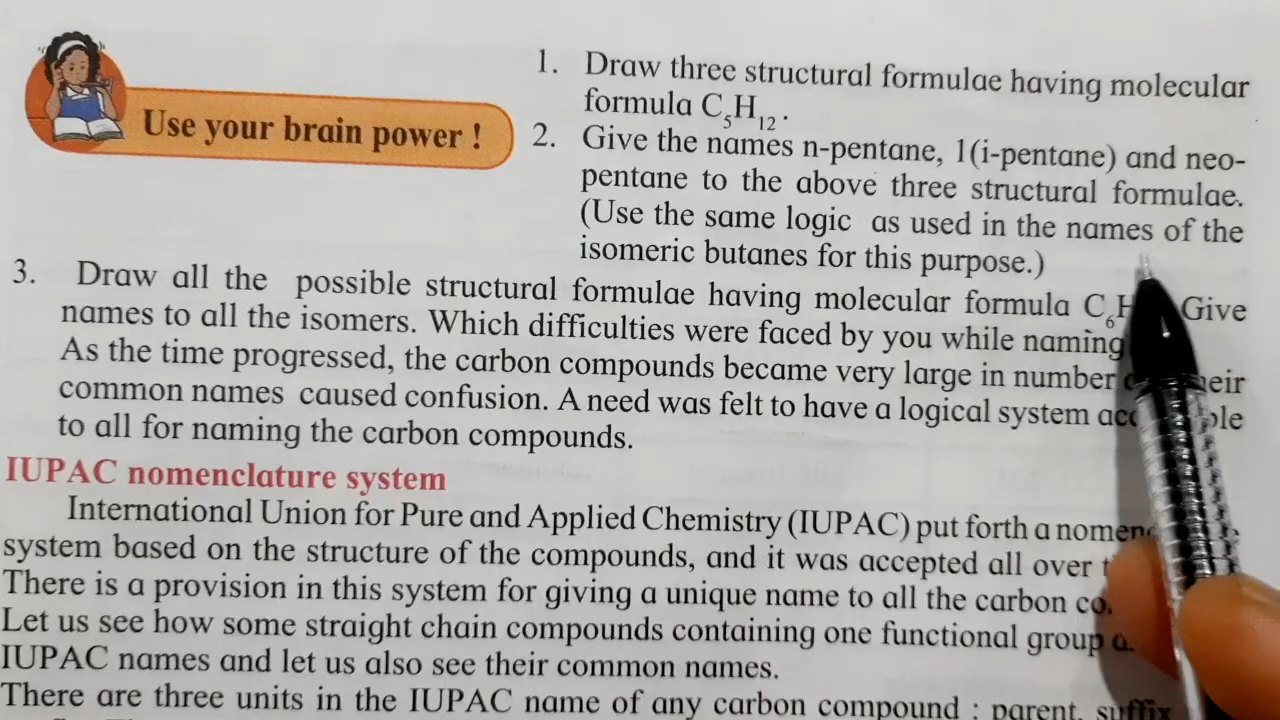 Use your brain power !
1. Draw three structural formulae having molecular
formula C₅H₁₂.
2. Give the names n-pentane, 1(i-pentane) and neo-
pentane to the above three structural formulae.
(Use the same logic as used in the names of the
isomeric butanes for this purpose.)
3. Draw all the possible structural formulae having molecular formula C₆H Give
names to all the isomers. Which difficulties were faced by you while naming
As the time progressed, the carbon compounds became very large in number
common names caused confusion. A need was felt to have a logical system
to all for naming the carbon compounds.
IUPAC nomenclature system
International Union for Pure and Applied Chemistry (IUPAC) put forth a
system based on the structure of the compounds, and it was accepted all over
There is a provision in this system for giving a unique name to all the carbon
Let us see how some straight chain compounds containing one functional group
IUPAC names and let us also see their common names.
There are three units in the IUPAC name of any carbon compound : parent, suffix